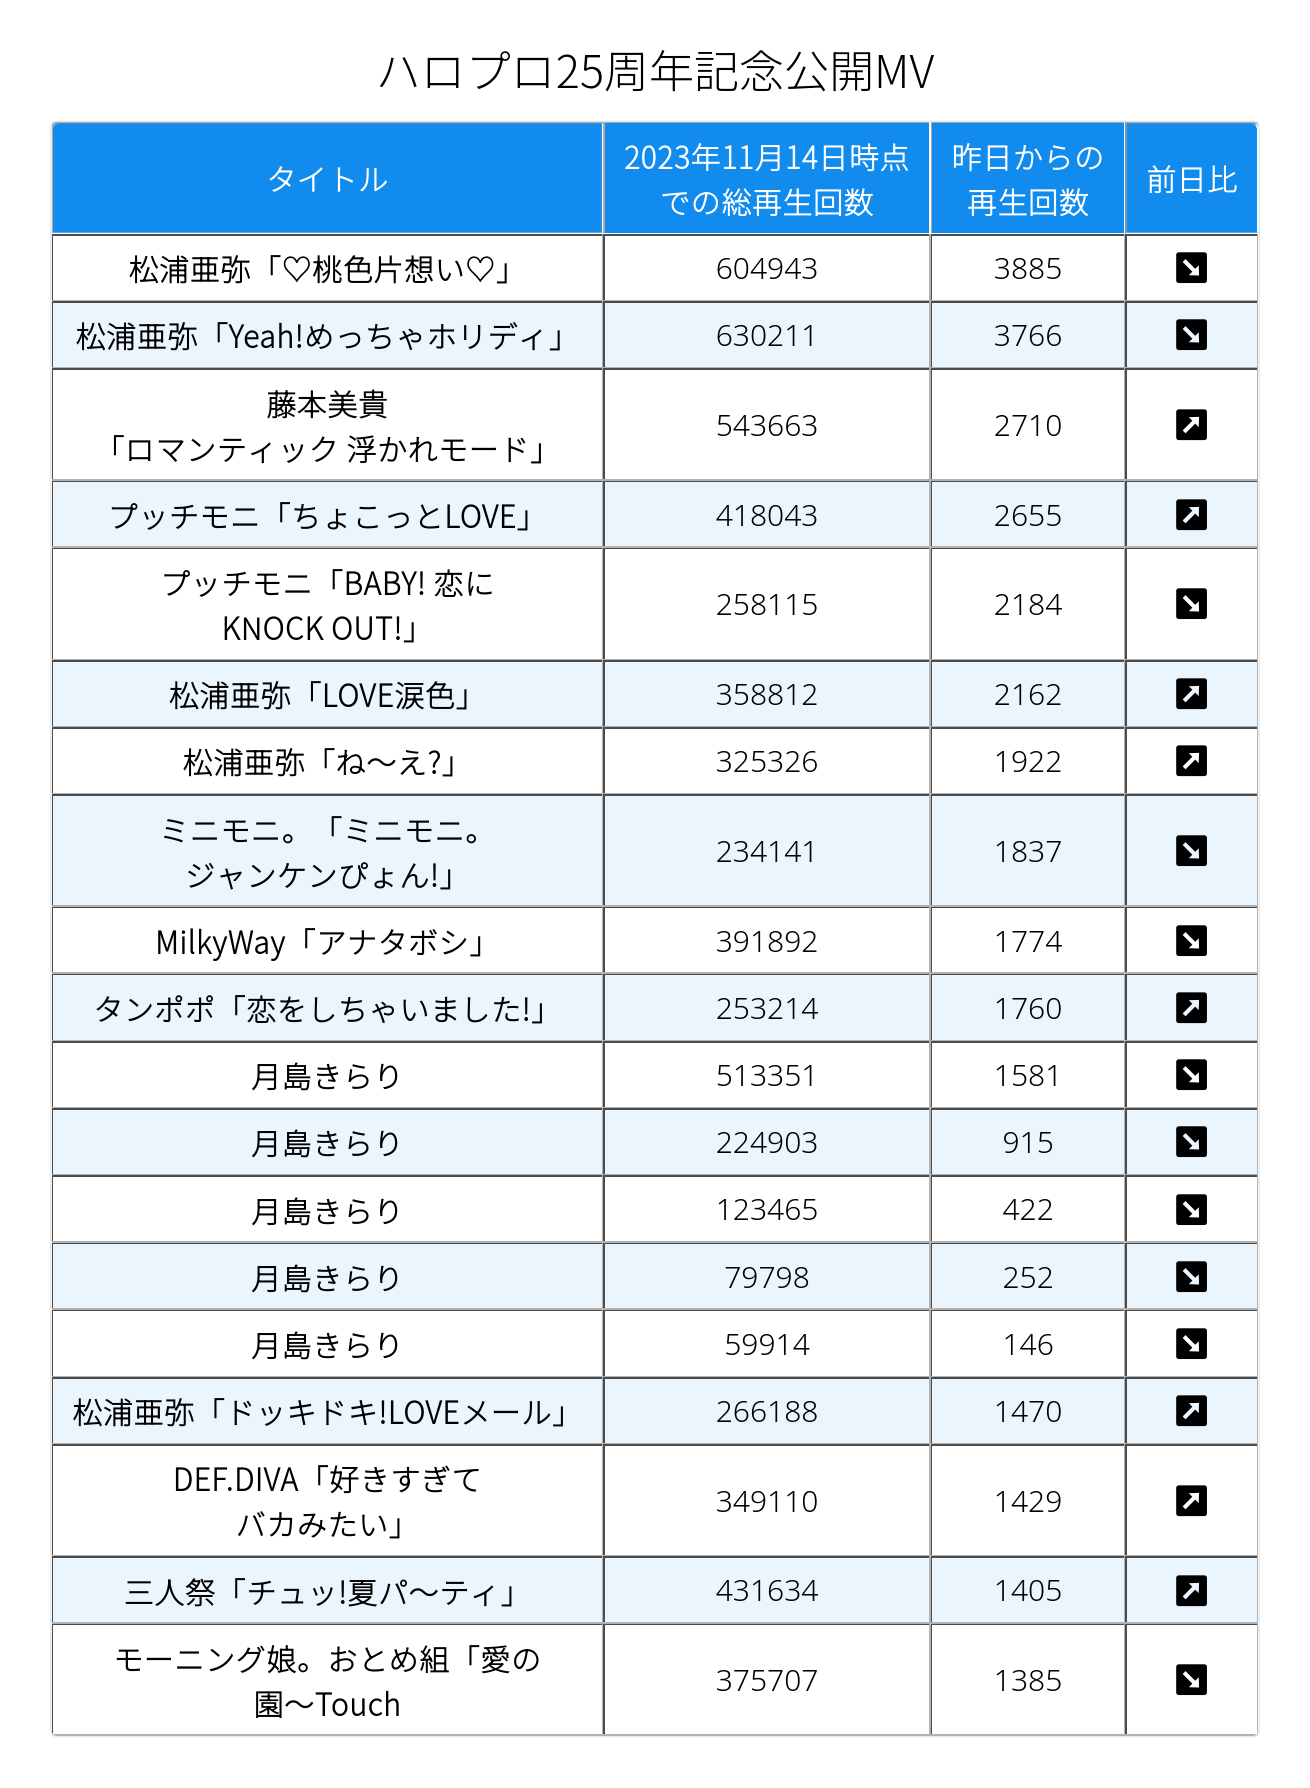 ハロプロ25周年記念公開MV
タイトル
2023年11月14日時点
での総再生回数
昨日からの
再生回数
前日比
松浦亜弥「♡桃色片想い♡」 604943 3885 ↘
松浦亜弥「Yeah!めっちゃホリディ」 630211 3766 ↘
藤本美貴
「ロマンティック 浮かれモード」 543663 2710 ↗
プッチモニ「ちょこっとLOVE」 418043 2655 ↗
プッチモニ「BABY! 恋に
KNOCK OUT!」 258115 2184 ↘
松浦亜弥「LOVE涙色」 358812 2162 ↗
松浦亜弥「ね〜え?」 325326 1922 ↗
ミニモニ。「ミニモニ。
ジャンケンぴょん!」 234141 1837 ↘
MilkyWay「アナタボシ」 391892 1774 ↘
タンポポ「恋をしちゃいました!」 253214 1760 ↗
月島きらり 513351 1581 ↘
月島きらり 224903 915 ↘
月島きらり 123465 422 ↘
月島きらり 79798 252 ↘
月島きらり 59914 146 ↘
松浦亜弥「ドッキドキ!LOVEメール」 266188 1470 ↗
DEF.DIVA「好きすぎて
バカみたい」 349110 1429 ↗
三人祭「チュッ!夏パ〜ティ」 431634 1405 ↗
モーニング娘。おとめ組「愛の
園〜Touch 375707 1385 ↘